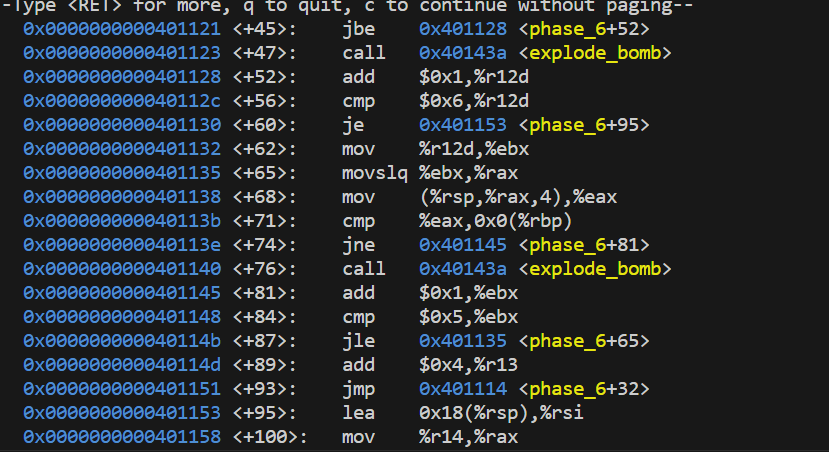 -Type <RET> for more, q to quit, c to continue without paging--
0x0000000000401121 <+45>: jbe 0x401128 <phase_6+52>
0x0000000000401123 <+47>: call 0x40143a <explode_bomb>
0x0000000000401128 <+52>: add $0x1,%r12d
0x000000000040112c <+56>: cmp $0x6,%r12d
0x0000000000401130 <+60>: je 0x401153 <phase_6+95>
0x0000000000401132 <+62>: mov %r12d,%ebx
0x0000000000401135 <+65>: movslq %ebx,%rax
0x0000000000401138 <+68>: mov (%rsp,%rax,4),%eax
0x000000000040113b <+71>: cmp %eax,0x0(%rbp)
0x000000000040113e <+74>: jne 0x401145 <phase_6+81>
0x0000000000401140 <+76>: call 0x40143a <explode_bomb>
0x0000000000401145 <+81>: add $0x1,%ebx
0x0000000000401148 <+84>: cmp $0x5,%ebx
0x000000000040114b <+87>: jle 0x401135 <phase_6+65>
0x000000000040114d <+89>: add $0x4,%r13
0x0000000000401151 <+93>: jmp 0x401114 <phase_6+32>
0x0000000000401153 <+95>: lea 0x18(%rsp),%rsi
0x0000000000401158 <+100>: mov %r14,%rax